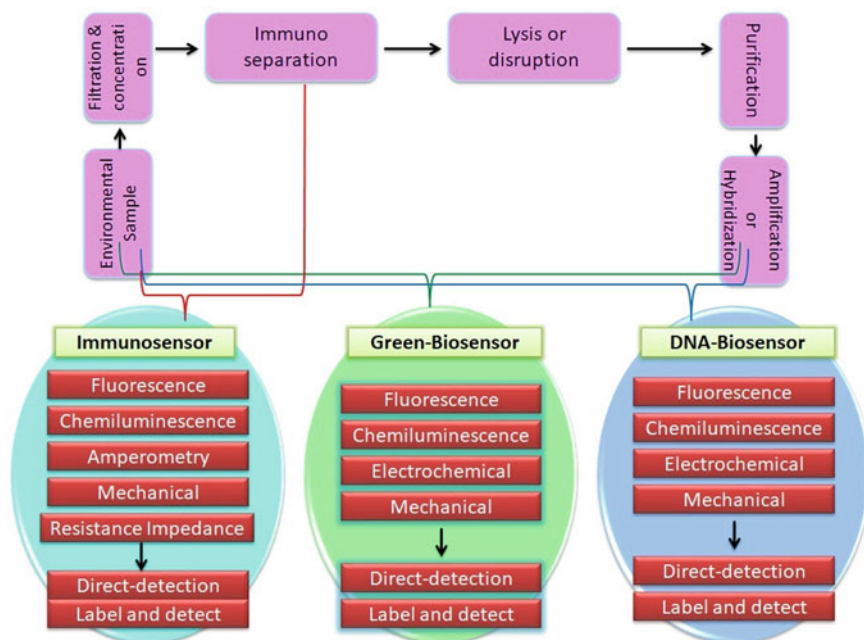 Filtration &
concentrati
on
Immuno
separation
Lysis or
disruption
Purification
Environmental
Sample
Amplification
or
Hybridization
Immunosensor
Fluorescence
Chemiluminescence
Amperometry
Mechanical
Resistance Impedance
Direct-detection
Label and detect
Green-Biosensor
Fluorescence
Chemiluminescence
Electrochemical
Mechanical
Direct-detection
Label and detect
DNA-Biosensor
Fluorescence
Chemiluminescence
Electrochemical
Mechanical
Direct-detection
Label and detect